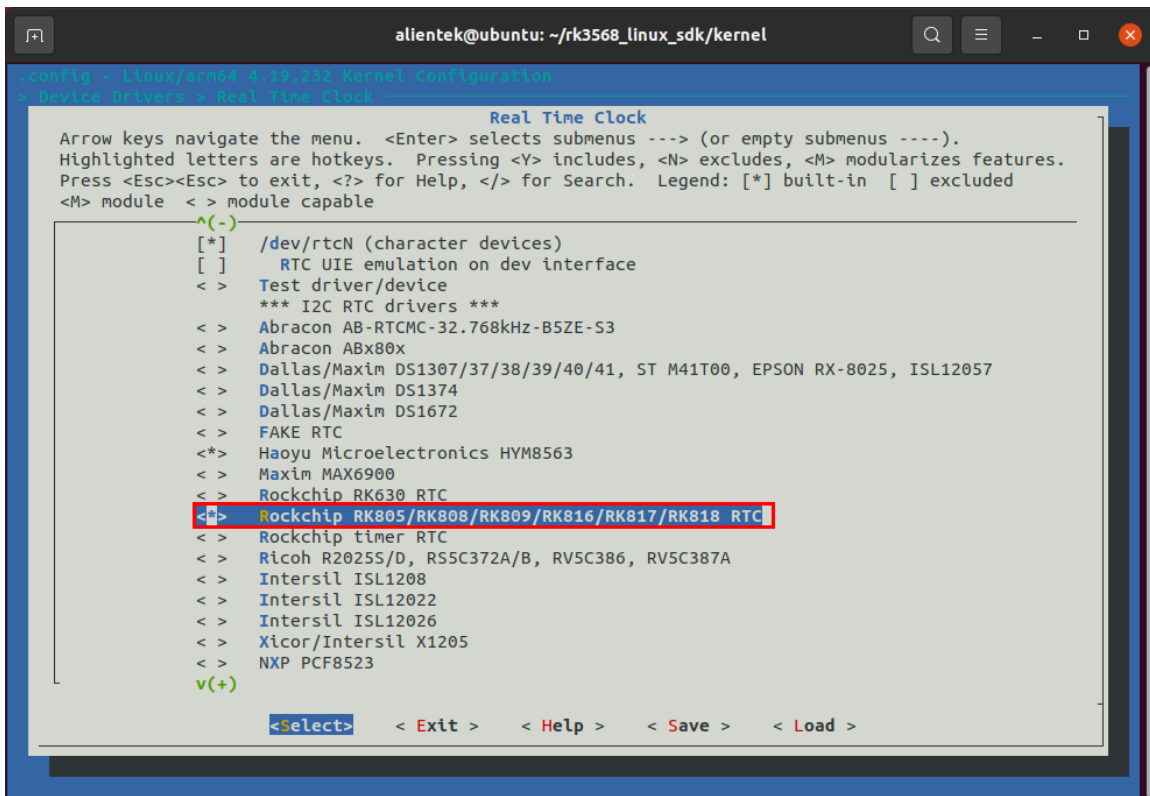 alientek@ubuntu: ~/rk3568_linux_sdk/kernel
.config - Linux/arm64 4.19.232 Kernel Configuration
> Device Drivers > Real Time Clock
Real Time Clock
Arrow keys navigate the menu.  <Enter> selects submenus ---> (or empty submenus ----).
Highlighted letters are hotkeys.  Pressing <Y> includes, <N> excludes, <M> modularizes features.
Press <Esc><Esc> to exit, <?> for Help, </> for Search.  Legend: [*] built-in  [ ] excluded
<M> module  < > module capable
^(-)
[*]   /dev/rtcN (character devices)
[ ]     RTC UIE emulation on dev interface
< >   Test driver/device
*** I2C RTC drivers ***
< >   Abracon AB-RTCMC-32.768kHz-B5ZE-S3
< >   Abracon ABx80x
< >   Dallas/Maxim DS1307/37/38/39/40/41, ST M41T00, EPSON RX-8025, ISL12057
< >   Dallas/Maxim DS1374
< >   Dallas/Maxim DS1672
< >   FAKE RTC
<*>   Haoyu Microelectronics HYM8563
< >   Maxim MAX6900
< >   Rockchip RK630 RTC
<*>   Rockchip RK805/RK808/RK809/RK816/RK817/RK818 RTC
< >   Rockchip timer RTC
< >   Ricoh R2025S/D, RS5C372A/B, RV5C386, RV5C387A
< >   Intersil ISL1208
< >   Intersil ISL12022
< >   Intersil ISL12026
< >   Xicor/Intersil X1205
< >   NXP PCF8523
v(+)
<Select>    < Exit >    < Help >    < Save >    < Load >